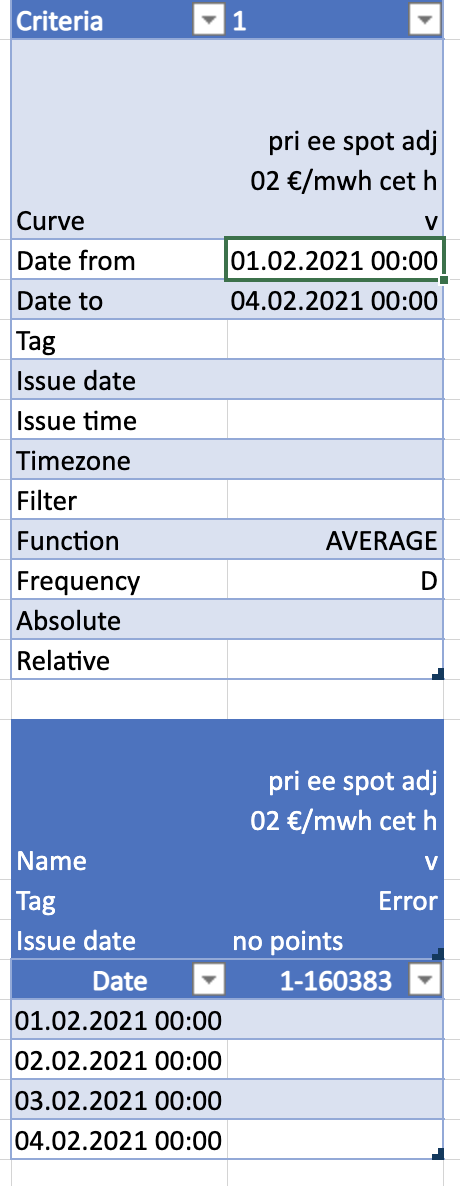 Criteria 1
pri ee spot adj
02 €/mwh cet h
Curve v
Date from 01.02.2021 00:00
Date to 04.02.2021 00:00
Tag
Issue date
Issue time
Timezone
Filter
Function AVERAGE
Frequency D
Absolute
Relative
pri ee spot adj
02 €/mwh cet h
Name v
Tag Error
Issue date no points
Date 1-160383
01.02.2021 00:00
02.02.2021 00:00
03.02.2021 00:00
04.02.2021 00:00